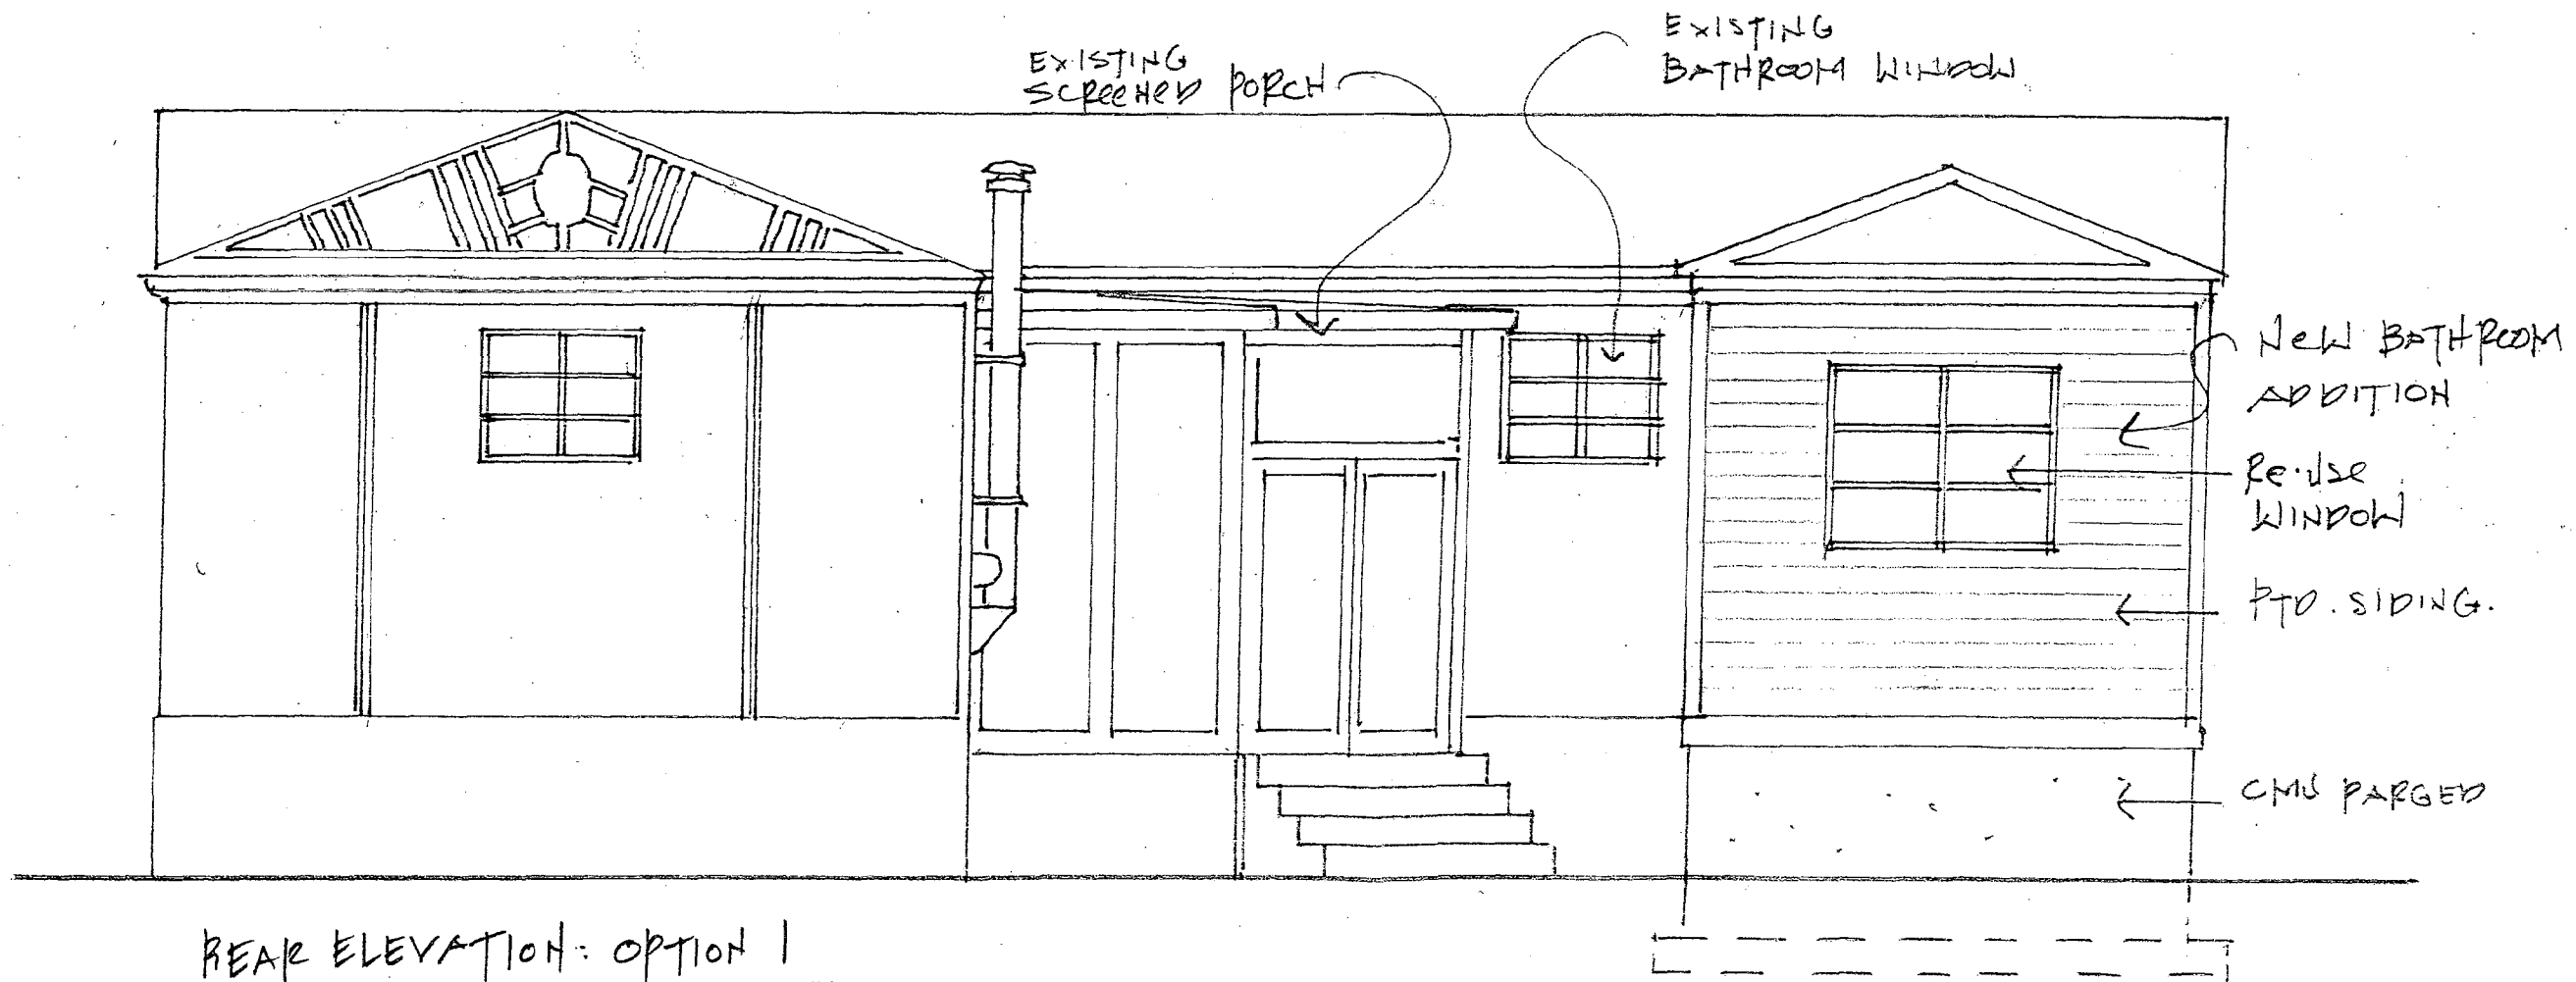 EXISTING
SCREENED PORCH
EXISTING
BATHROOM WINDOW
NEW BATHROOM
ADDITION
RE-USE
WINDOW
PTD. SIDING.
CMU PARGED
REAR ELEVATION: OPTION 1